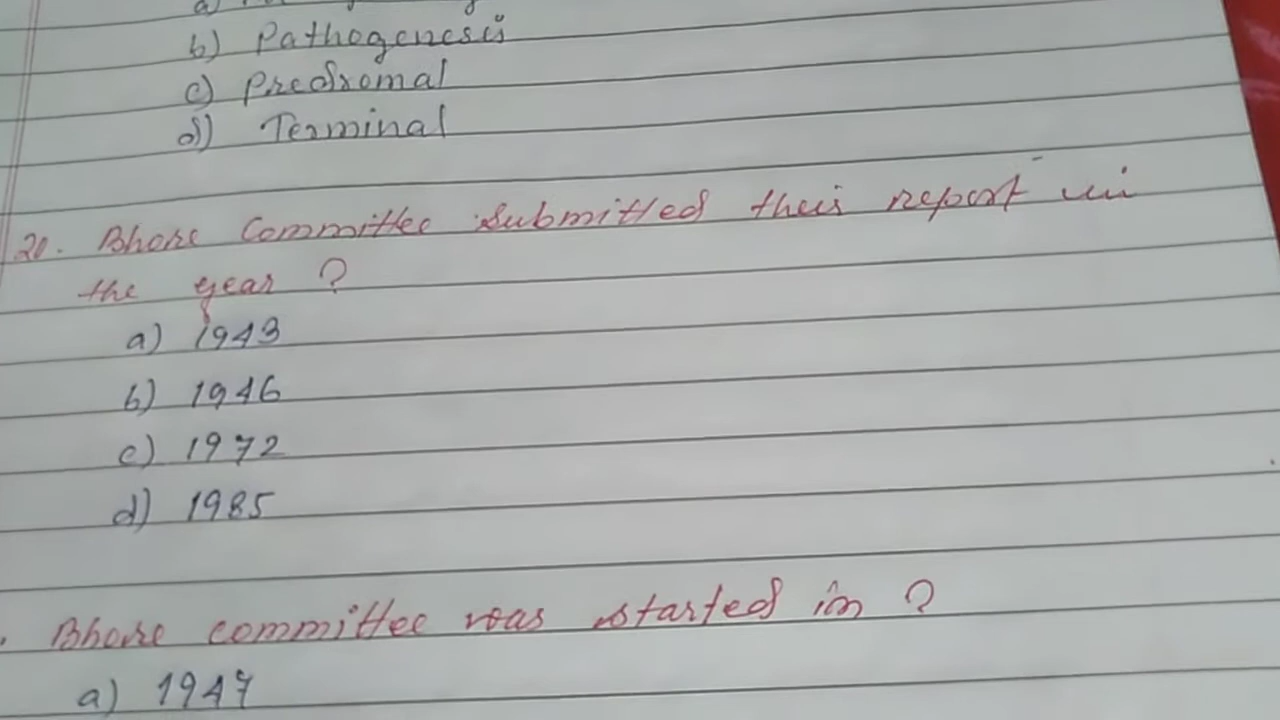 a)
b) Pathogenesis
c) Prodromal
d) Terminal
20. Bhore Committee submitted their report in
the year ?
a) 1943
b) 1946
c) 1972
d) 1985
. Bhore committee was started in ?
a) 1947